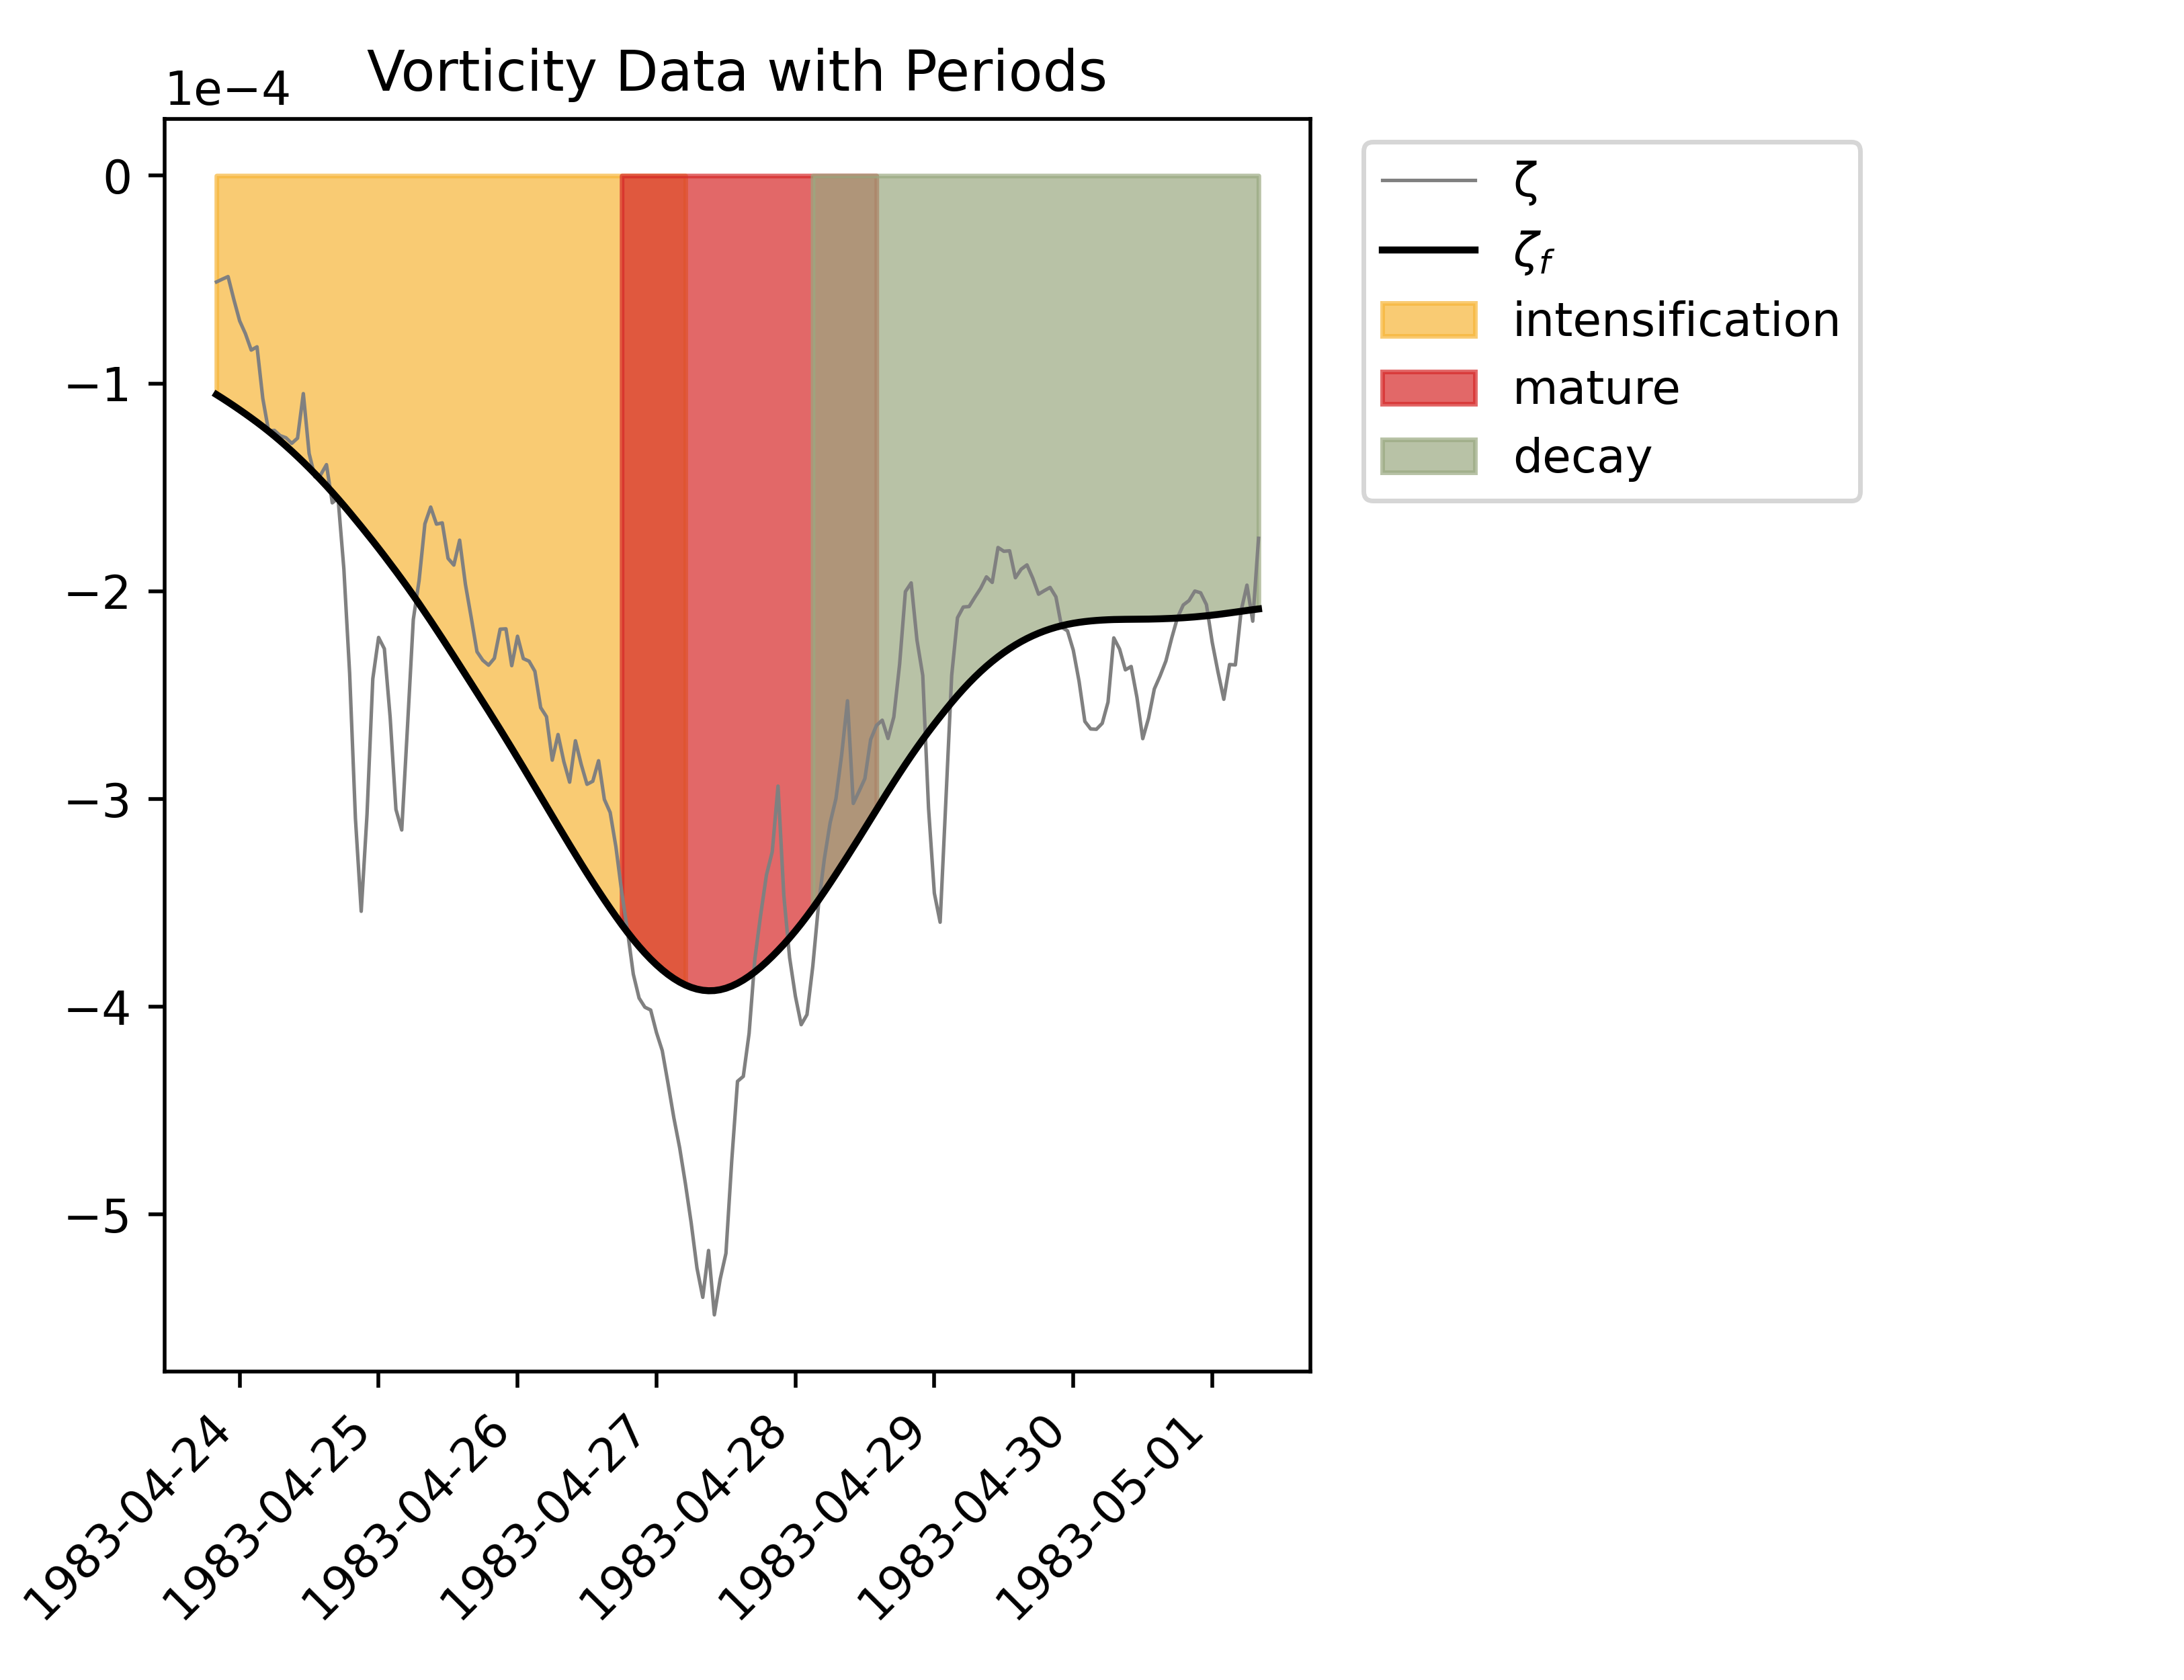 Vorticity Data with Periods
1e−4
0
−1
−2
−3
−4
−5
1983-04-24
1983-04-25
1983-04-26
1983-04-27
1983-04-28
1983-04-29
1983-04-30
1983-05-01
ζ
ζf
intensification
mature
decay